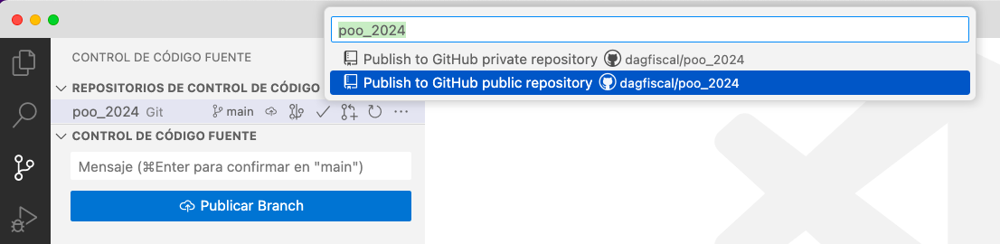 poo_2024
Publish to GitHub private repository dagfiscal/poo_2024
Publish to GitHub public repository dagfiscal/poo_2024
CONTROL DE CÓDIGO FUENTE
REPOSITORIOS DE CONTROL DE CÓDIGO
poo_2024 Git main
CONTROL DE CÓDIGO FUENTE
Mensaje (⌘Enter para confirmar en "main")
Publicar Branch